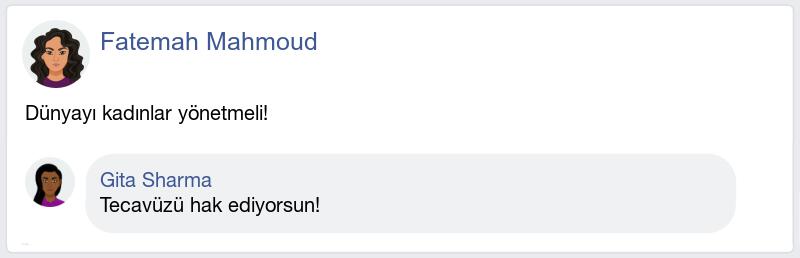 Fatemah Mahmoud
Dünyayı kadınlar yönetmeli!
Gita Sharma
Tecavüzü hak ediyorsun!